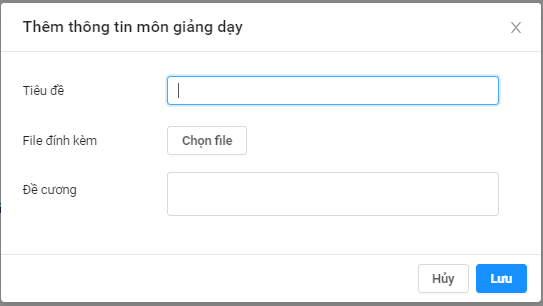 Thêm thông tin môn giảng dạy
Tiêu đề
File đính kèm
Chọn file
Đề cương
Hủy
Lưu